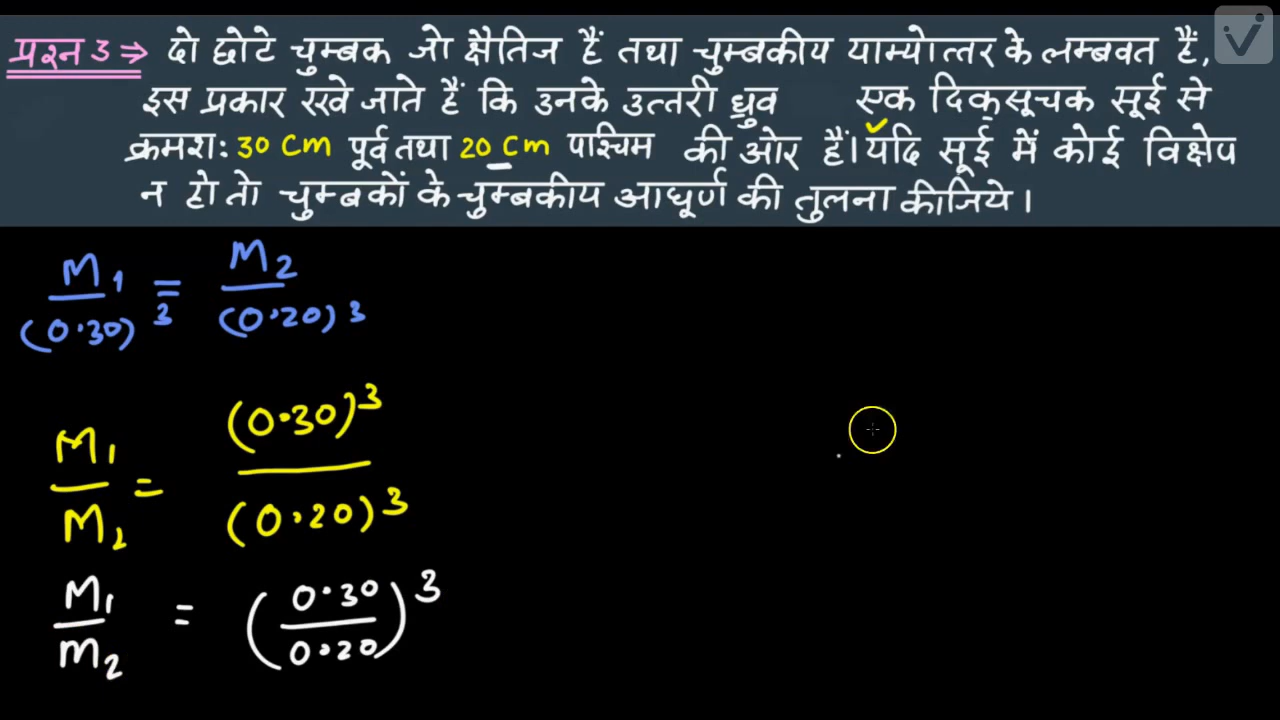 प्रश्न 3 ⇒ दो छोटे चुम्बक जो क्षैतिज हैं तथा चुम्बकीय याम्योत्तर के लम्बवत हैं,
इस प्रकार रखे जाते हैं कि उनके उत्तरी ध्रुव एक दिक्सूचक सूई से
क्रमश: 30 Cm पूर्व तथा 20 Cm पश्चिम की ओर हैं। यदि सूई में कोई विक्षेप
न हो तो चुम्बकों के चुम्बकीय आघूर्ण की तुलना कीजिये।
M1/(0.30)3 = M2/(0.20)3
M1/M2 = (0.30)3/(0.20)3
M1/M2 = (0.30/0.20)3